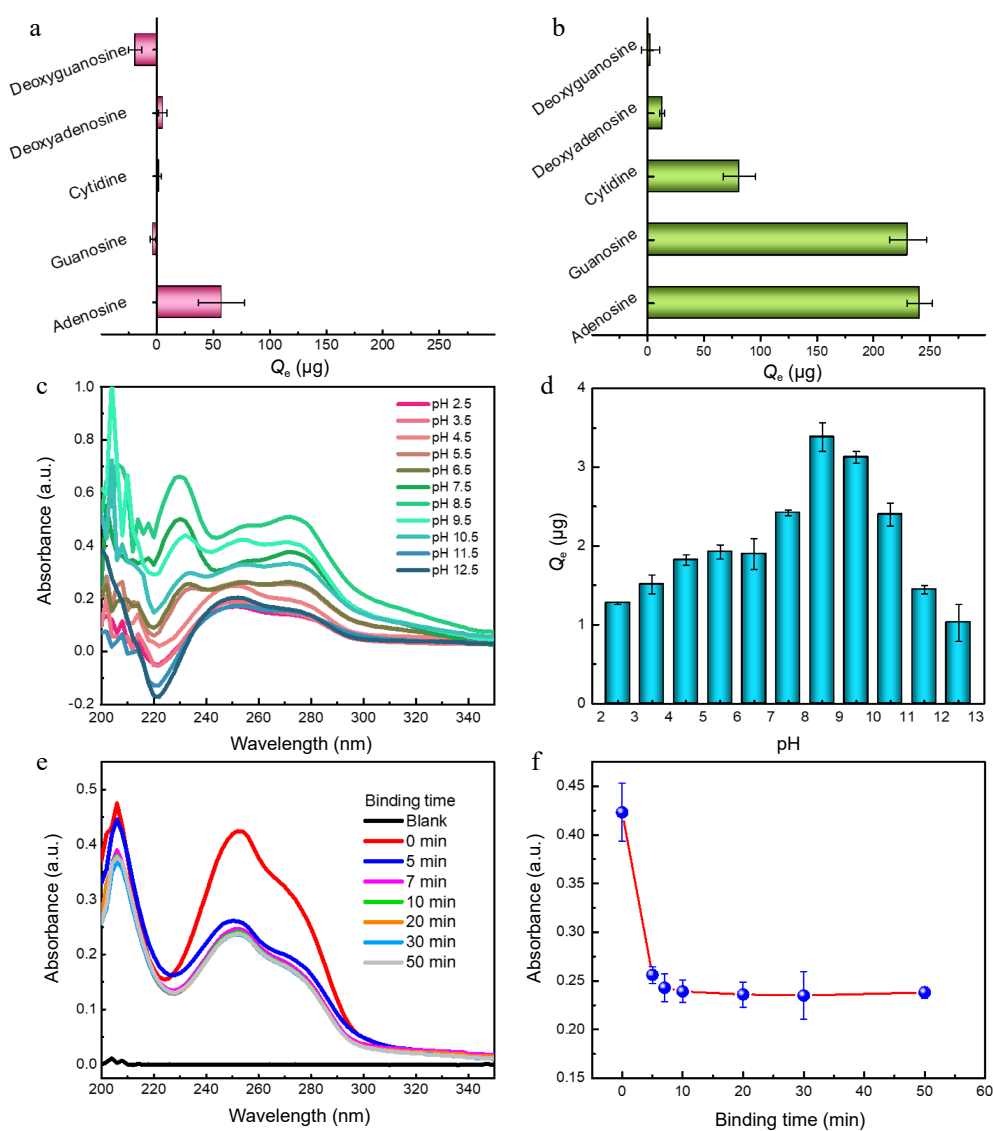 a
Deoxyguanosine
Deoxyadenosine
Cytidine
Guanosine
Adenosine
0 50 100 150 200 250
Qe (µg)
b
Deoxyguanosine
Deoxyadenosine
Cytidine
Guanosine
Adenosine
0 50 100 150 200 250
Qe (µg)
c
1.0
0.8
0.6
0.4
0.2
0.0
-0.2
Absorbance (a.u.)
pH 2.5
pH 3.5
pH 4.5
pH 5.5
pH 6.5
pH 7.5
pH 8.5
pH 9.5
pH 10.5
pH 11.5
pH 12.5
200 220 240 260 280 300 320 340
Wavelength (nm)
d
4
3
2
1
0
Qe (µg)
2 3 4 5 6 7 8 9 10 11 12 13
pH
e
0.5
0.4
0.3
0.2
0.1
0.0
Absorbance (a.u.)
Binding time
Blank
0 min
5 min
7 min
10 min
20 min
30 min
50 min
200 220 240 260 280 300 320 340
Wavelength (nm)
f
0.45
0.40
0.35
0.30
0.25
0.20
0.15
Absorbance (a.u.)
0 10 20 30 40 50 60
Binding time (min)